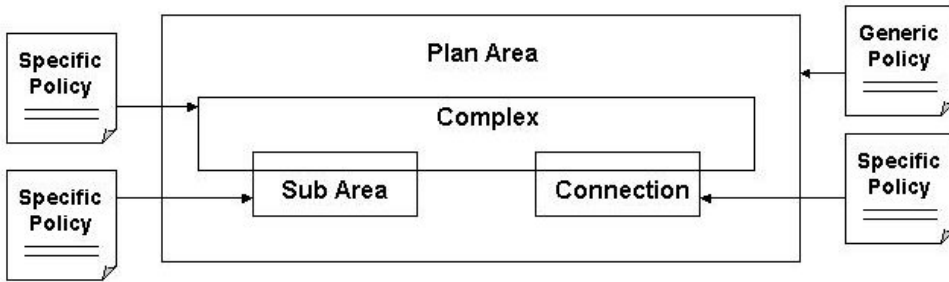 Specific
Policy
Plan Area
Generic
Policy
Complex
Specific
Policy
Sub Area
Connection
Specific
Policy